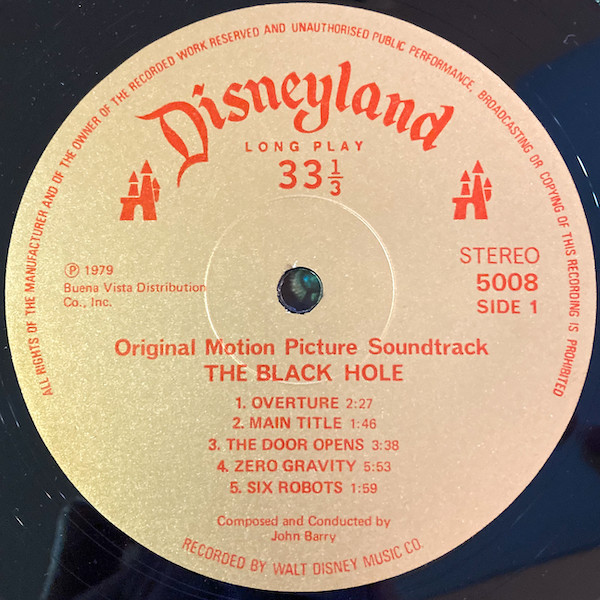 ALL RIGHTS OF THE MANUFACTURER AND OF THE OWNER OF THE RECORDED WORK RESERVED AND UNAUTHORISED PUBLIC PERFORMANCE, BROADCASTING OR COPYING OF THIS RECORDING IS PROHIBITED
Disneyland
LONG PLAY
33 1/3
STEREO
5008
SIDE 1
Ⓟ 1979
Buena Vista Distribution
Co., Inc.
Original Motion Picture Soundtrack
THE BLACK HOLE
1. OVERTURE 2:27
2. MAIN TITLE 1:46
3. THE DOOR OPENS 3:38
4. ZERO GRAVITY 5:53
5. SIX ROBOTS 1:59
Composed and Conducted by
John Barry
RECORDED BY WALT DISNEY MUSIC CO.